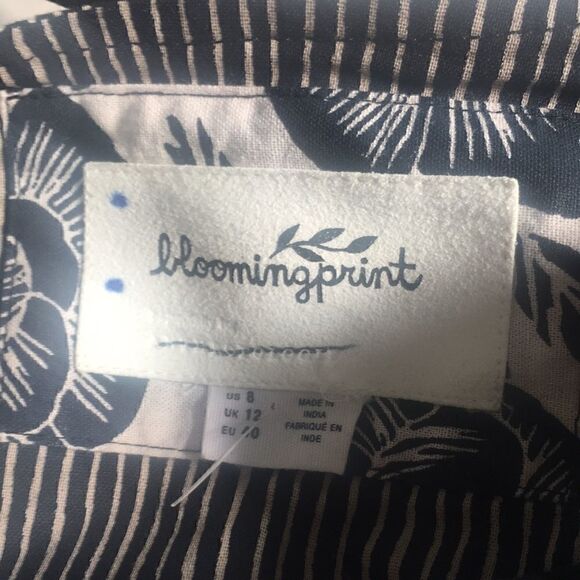 bloomingprint
US 8
UK 12
EU 40
MADE IN
INDIA
FABRIQUÉ EN
INDE